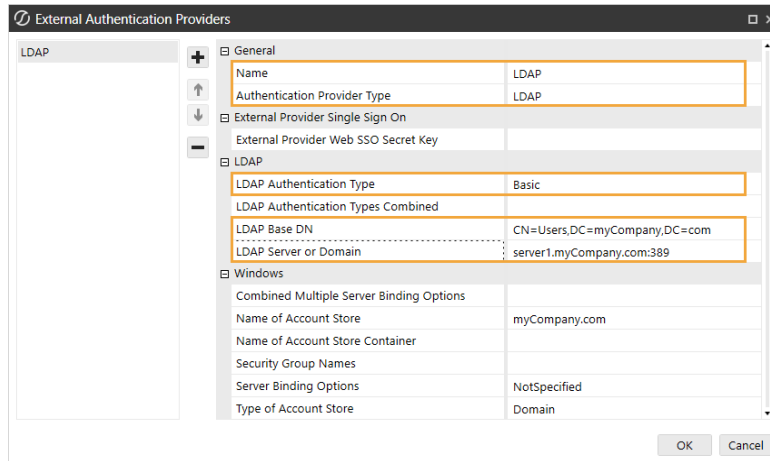 External Authentication Providers
LDAP
General
Name LDAP
Authentication Provider Type LDAP
External Provider Single Sign On
External Provider Web SSO Secret Key
LDAP
LDAP Authentication Type Basic
LDAP Authentication Types Combined
LDAP Base DN CN=Users,DC=myCompany,DC=com
LDAP Server or Domain server1.myCompany.com:389
Windows
Combined Multiple Server Binding Options
Name of Account Store myCompany.com
Name of Account Store Container
Security Group Names
Server Binding Options NotSpecified
Type of Account Store Domain
OK Cancel